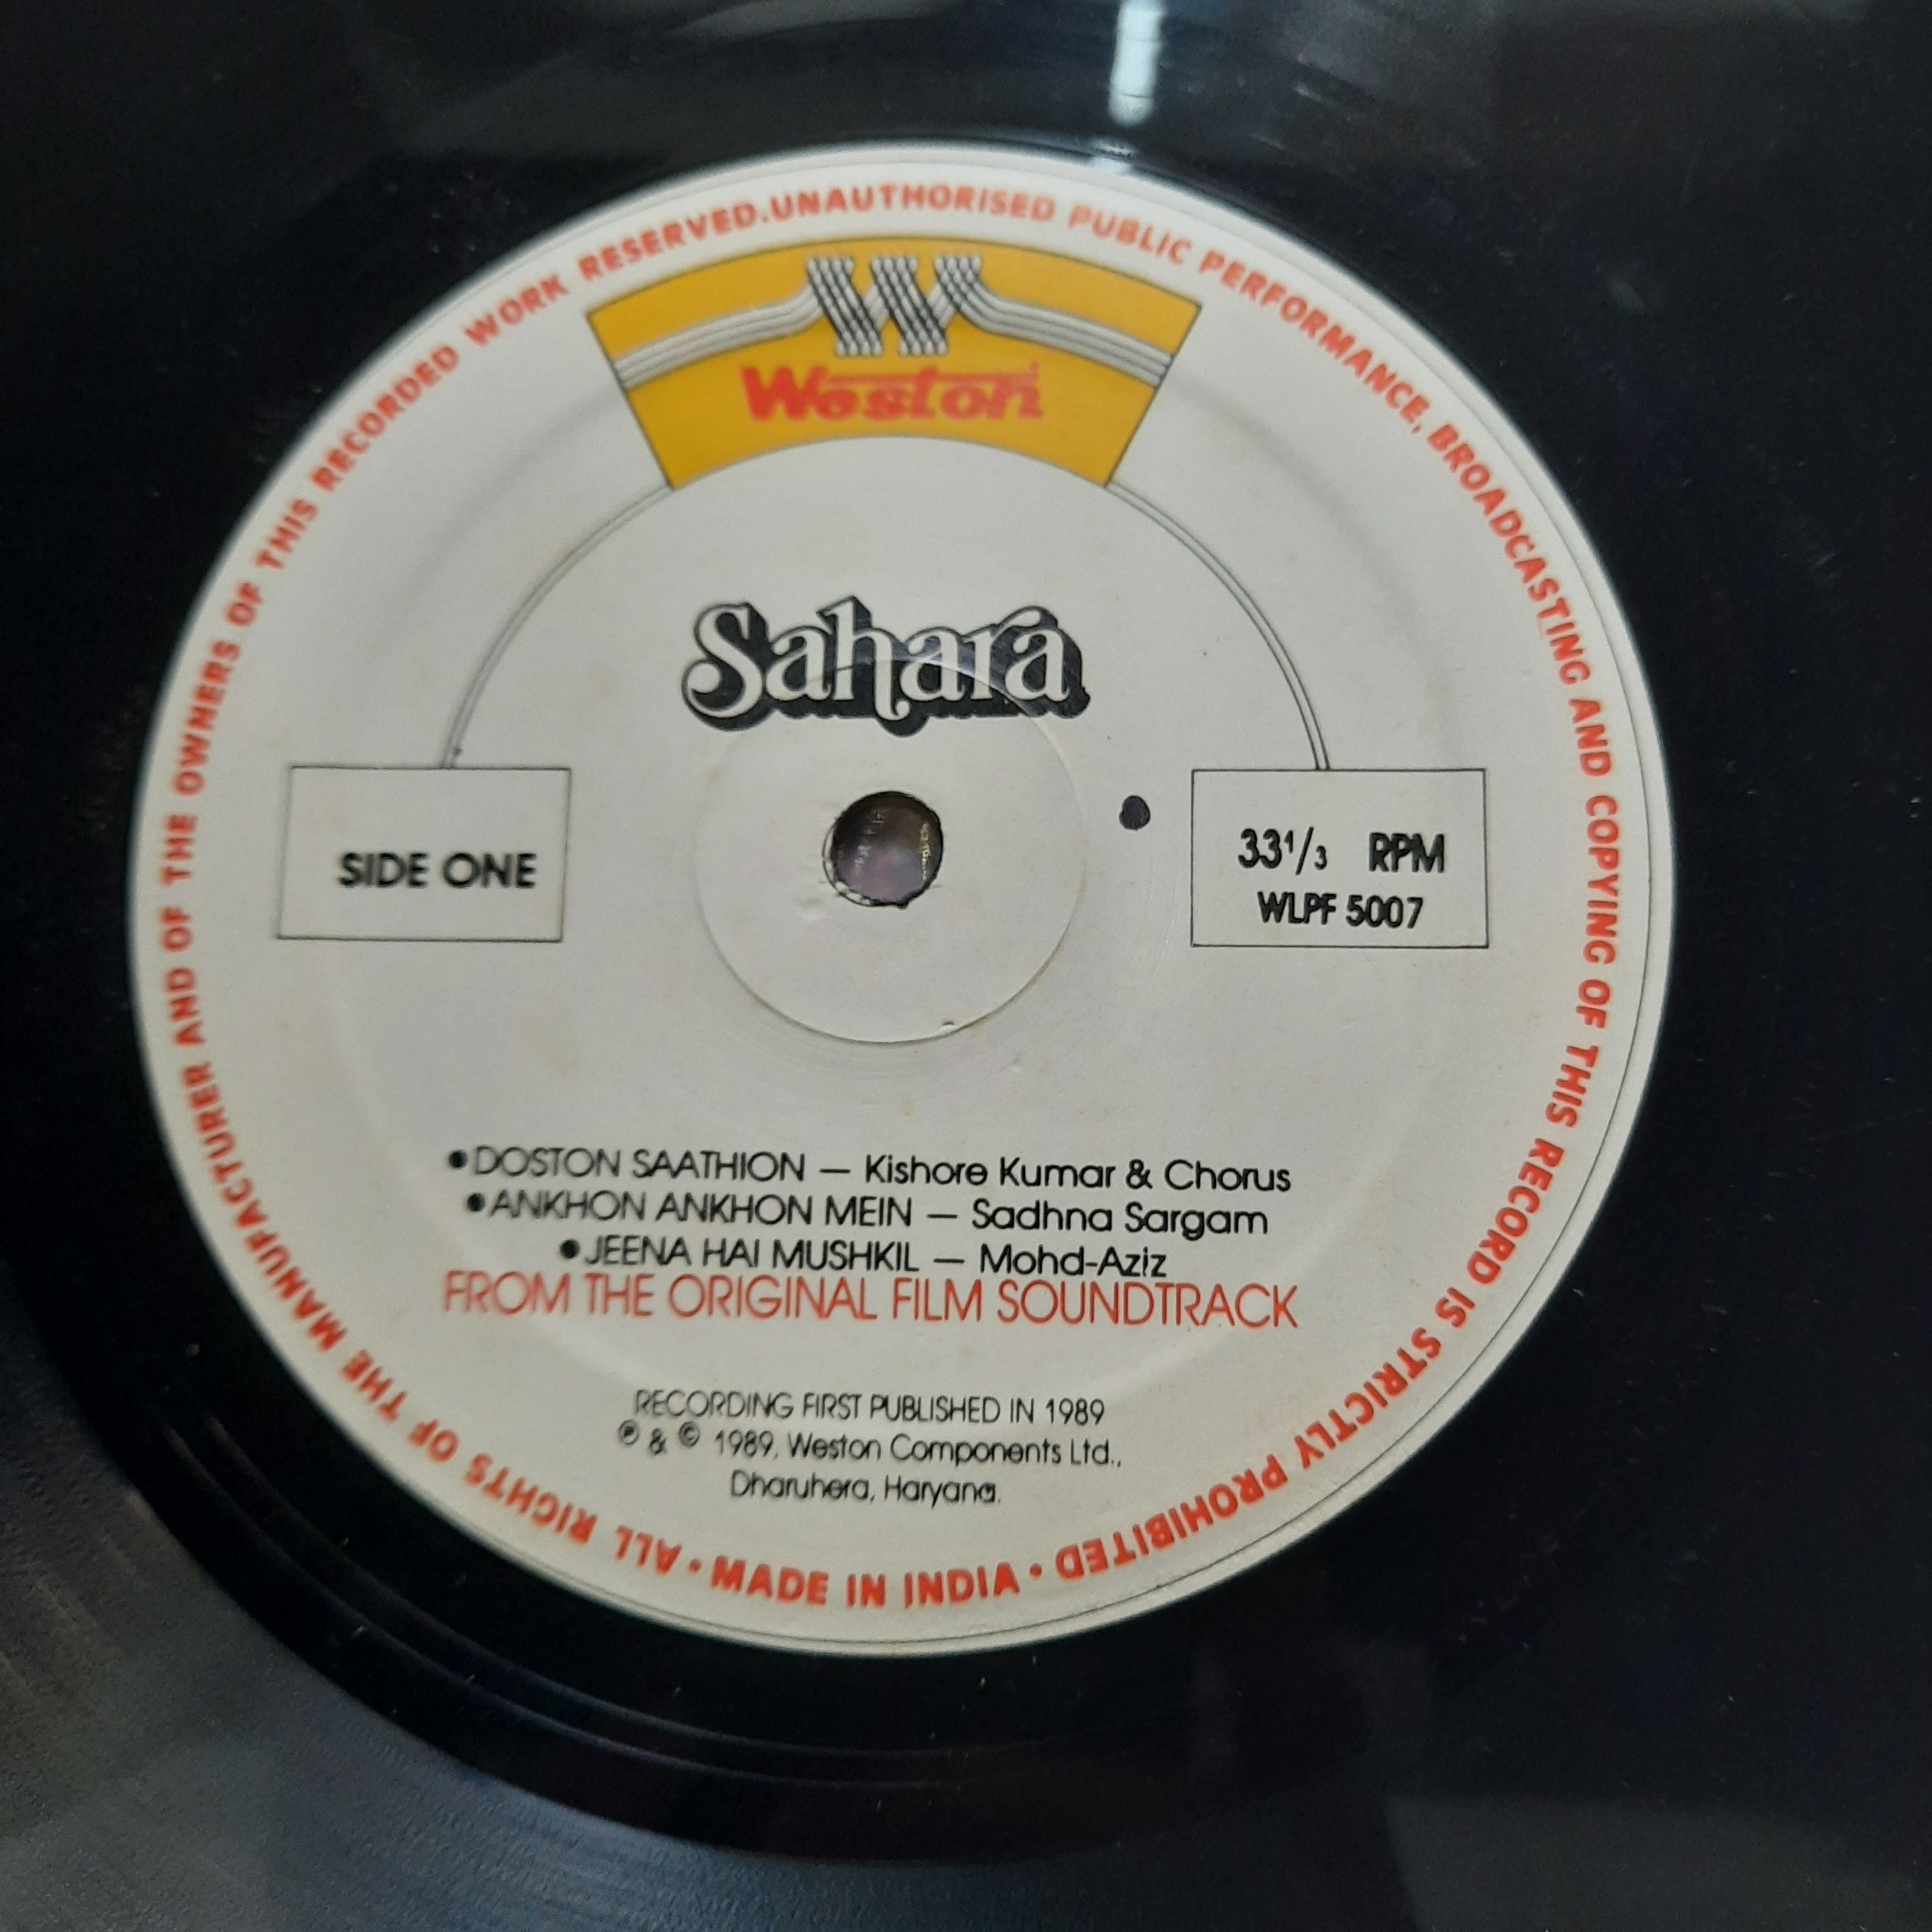 ALL RIGHTS OF THE MANUFACTURER AND OF THE OWNERS OF THIS RECORDED WORK RESERVED.UNAUTHORISED PUBLIC PERFORMANCE, BROADCASTING AND COPYING OF THIS RECORD IS STRICTLY PROHIBITED • MADE IN INDIA •
W
Weston
Sahara
SIDE ONE
33 1/3 RPM
WLPF 5007
•DOSTON SAATHION — Kishore Kumar & Chorus
•ANKHON ANKHON MEIN — Sadhna Sargam
•JEENA HAI MUSHKIL — Mohd-Aziz
FROM THE ORIGINAL FILM SOUNDTRACK
RECORDING FIRST PUBLISHED IN 1989
℗ & © 1989, Weston Components Ltd.,
Dharuhera, Haryana.